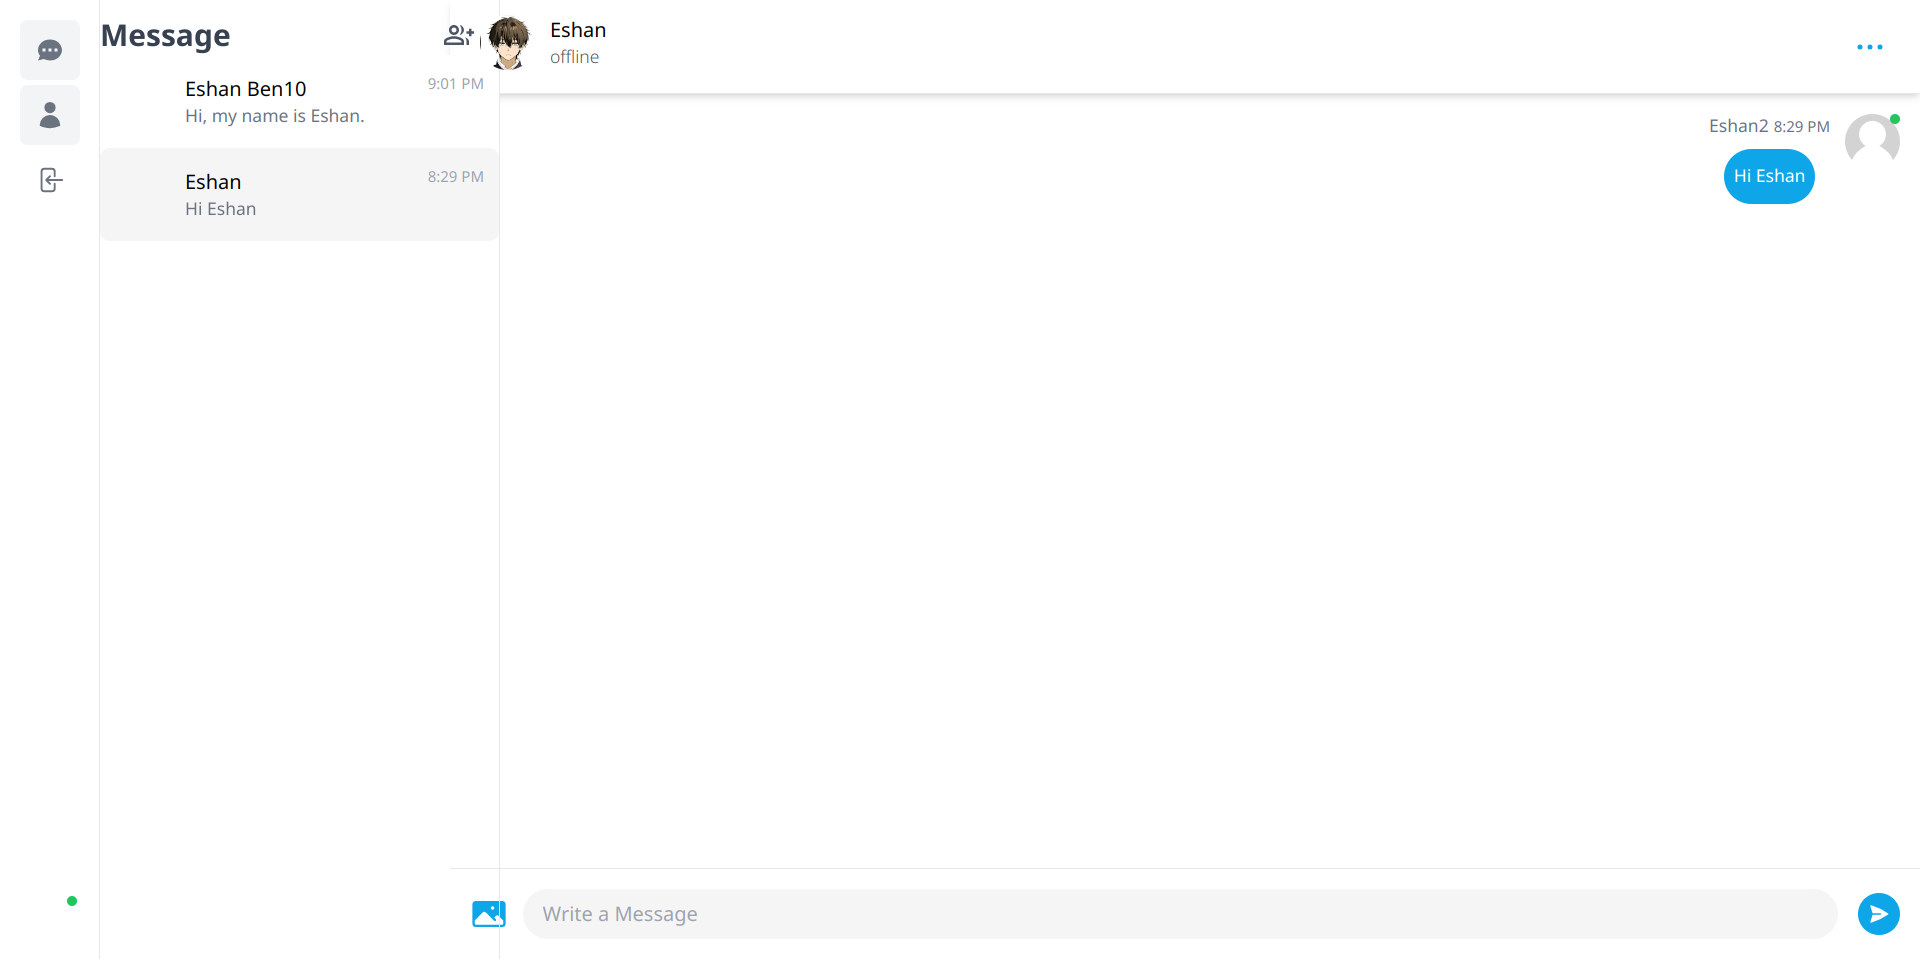 Message
Eshan Ben10
9:01 PM
Hi, my name is Eshan.
Eshan
8:29 PM
Hi Eshan
Eshan
offline
Eshan2 8:29 PM
Hi Eshan
Write a Message